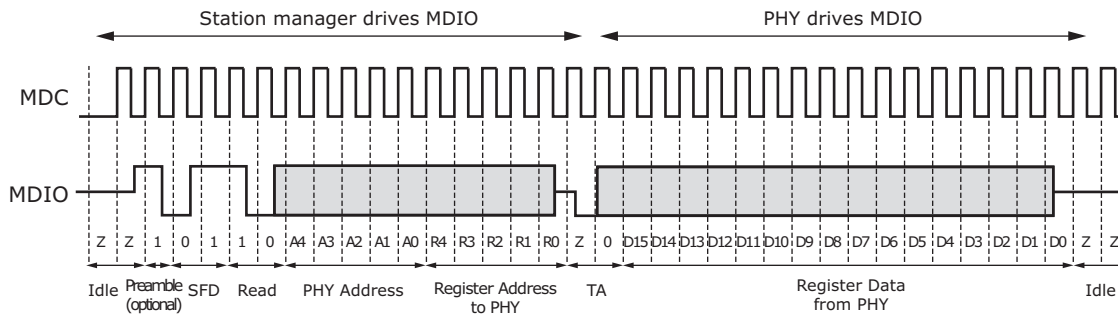 Station manager drives MDIO PHY drives MDIO
MDC
MDIO
Z Z 1 0 1 1 0 A4 A3 A2 A1 A0 R4 R3 R2 R1 R0 Z 0 D15 D14 D13 D12 D11 D10 D9 D8 D7 D6 D5 D4 D3 D2 D1 D0 Z Z
Idle Preamble (optional) SFD Read PHY Address Register Address to PHY TA Register Data from PHY Idle